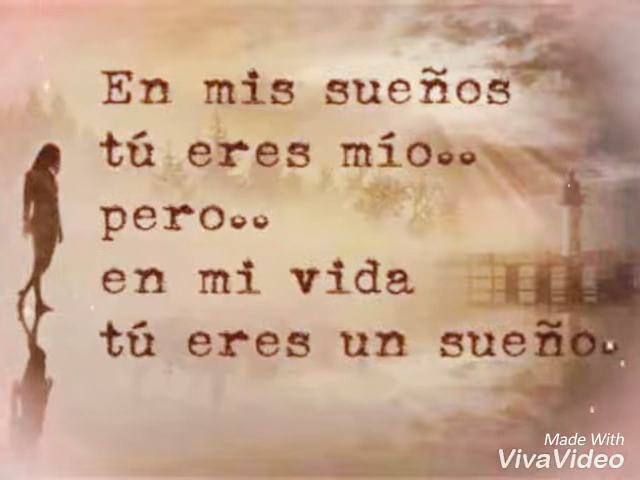 En mis sueños
tú eres mío..
pero..
en mi vida
tú eres un sueño.
Made With
VivaVideo